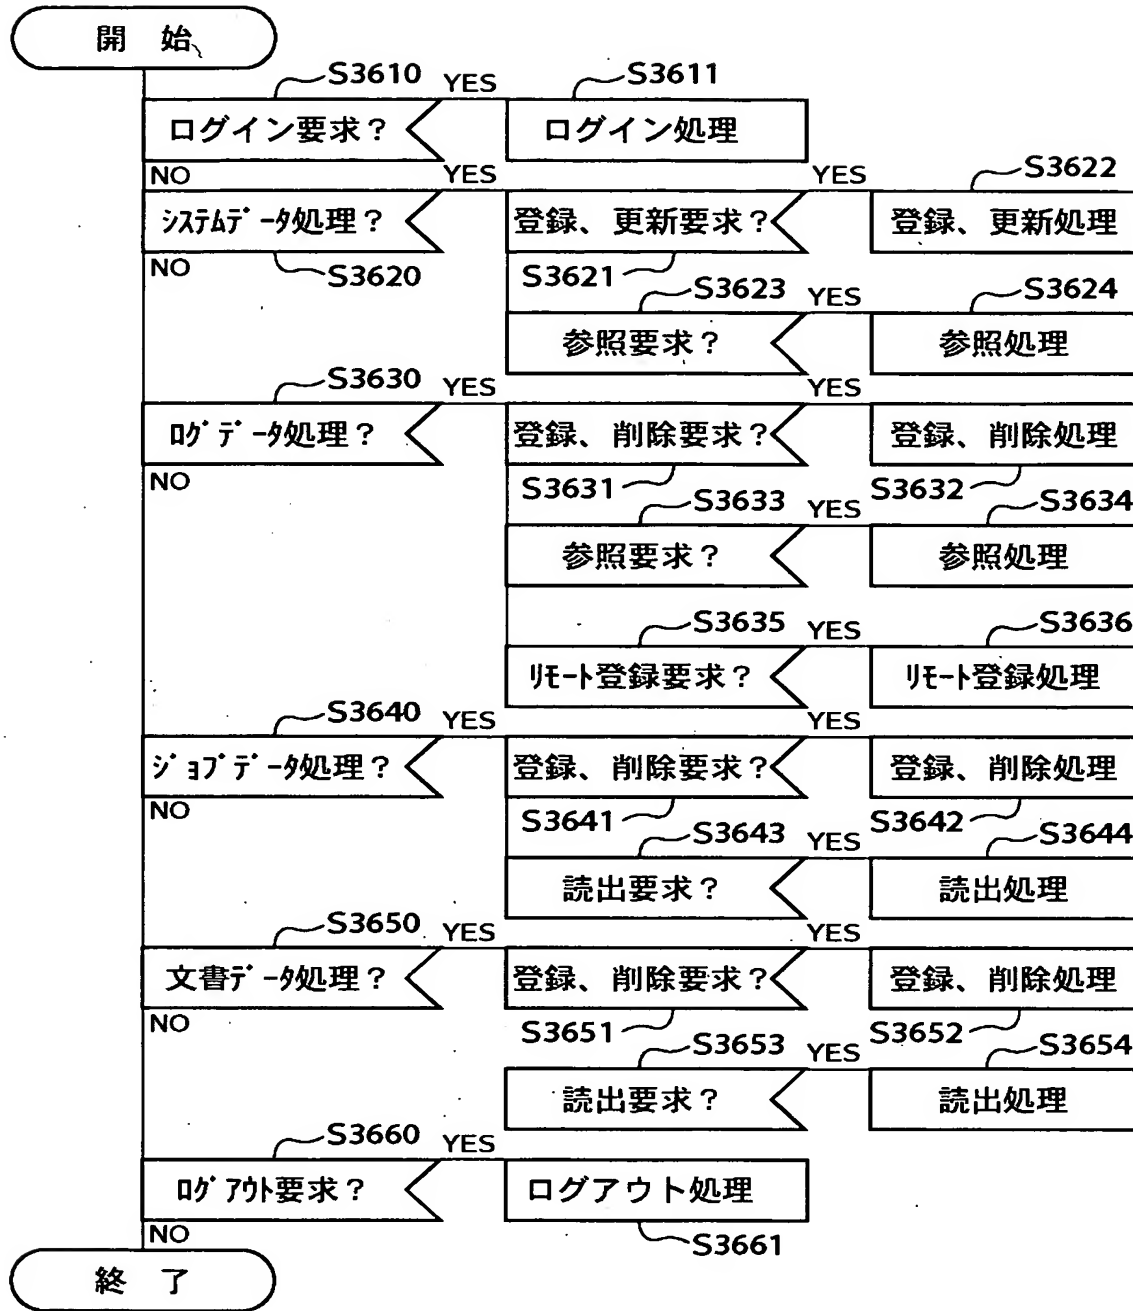 開 始
S3610 YES S3611
ログイン要求? ログイン処理
NO YES YES S3622
システムデータ処理? 登録、更新要求? 登録、更新処理
NO S3620 S3621
S3623 YES S3624
参照要求? 参照処理
S3630 YES YES
ログデータ処理? 登録、削除要求? 登録、削除処理
NO S3631 S3632
S3633 YES S3634
参照要求? 参照処理
S3635 YES S3636
リモート登録要求? リモート登録処理
S3640 YES YES
ジョブデータ処理? 登録、削除要求? 登録、削除処理
NO S3641 S3642
S3643 YES S3644
読出要求? 読出処理
S3650 YES YES
文書データ処理? 登録、削除要求? 登録、削除処理
NO S3651 S3652
S3653 YES S3654
読出要求? 読出処理
S3660 YES
ログアウト要求? ログアウト処理
NO S3661
終 了